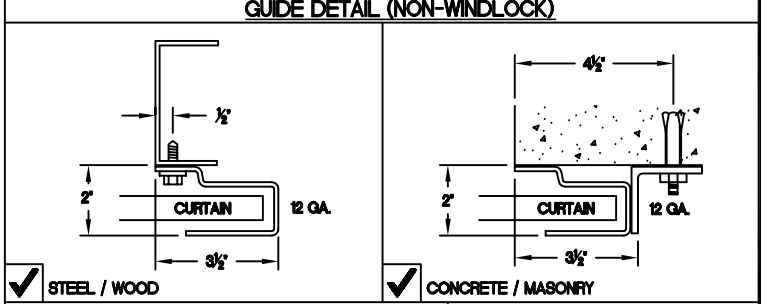 GUIDE DETAIL (NON-WINDLOCK)
½"
2"
CURTAIN
12 GA.
3½"
STEEL / WOOD
4½"
2"
CURTAIN
12 GA.
3½"
CONCRETE / MASONRY